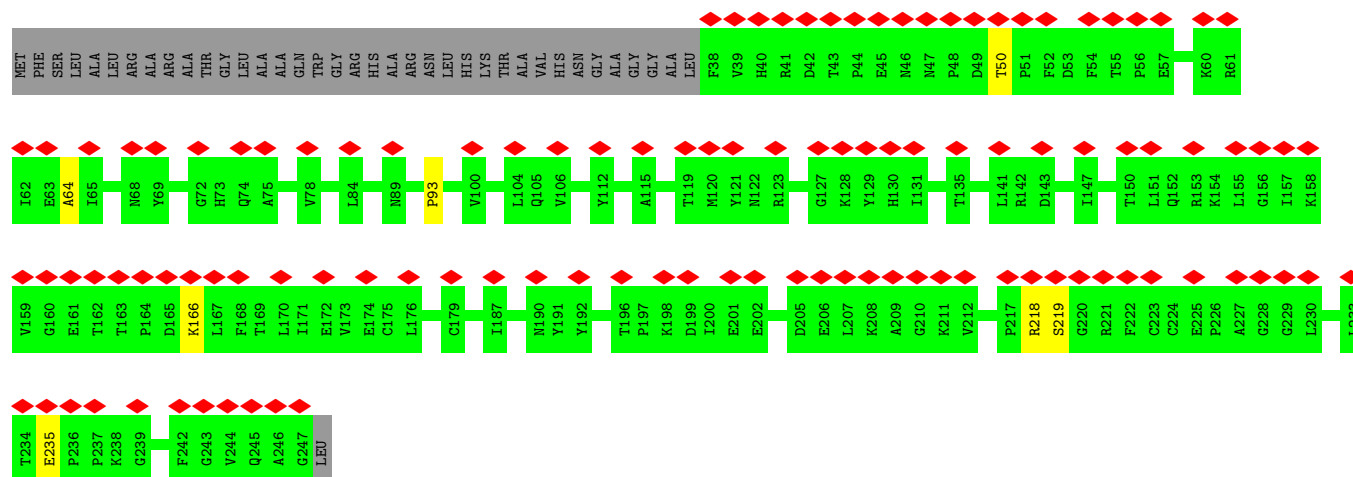 MET PHE SER LEU ALA LEU ARG ALA ARG ALA THR GLY LEU ALA ALA GLN TRP GLY ARG HIS ALA ARG ASN LEU HIS LYS THR ALA VAL HIS ASN GLY ALA GLY GLY ALA LEU F38 V39 H40 R41 D42 T43 P44 E45 N46 N47 P48 D49 T50 P51 F52 D53 F54 T55 P56 E57 K60 R61
I62 E63 A64 I65 N68 Y69 G72 H73 Q74 A75 V78 L84 N89 P93 V100 L104 Q105 V106 Y112 A115 T119 M120 Y121 N122 R123 G127 K128 Y129 H130 I131 T135 L141 R142 D143 I147 T150 L151 Q152 R153 K154 L155 G156 I157 K158
V159 G160 E161 T162 T163 P164 D165 K166 L167 F168 T169 L170 I171 E172 V173 E174 C175 L176 C179 I187 N190 Y191 Y192 T196 P197 K198 D199 I200 E201 E202 D205 E206 L207 K208 A209 G210 K211 V212 P217 R218 S219 G220 R221 F222 C223 C224 E225 P226 A227 G228 G229 L230
T234 E235 P236 P237 K238 G239 F242 G243 V244 Q245 A246 G247 LEU